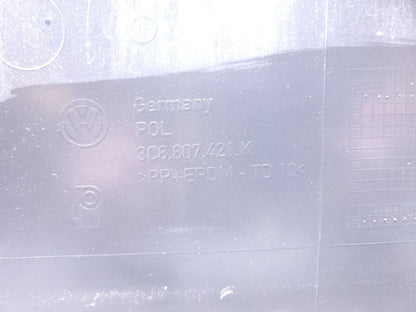 Germany
POL
3C8.807.421.K
>PP+EPDM-TD10<